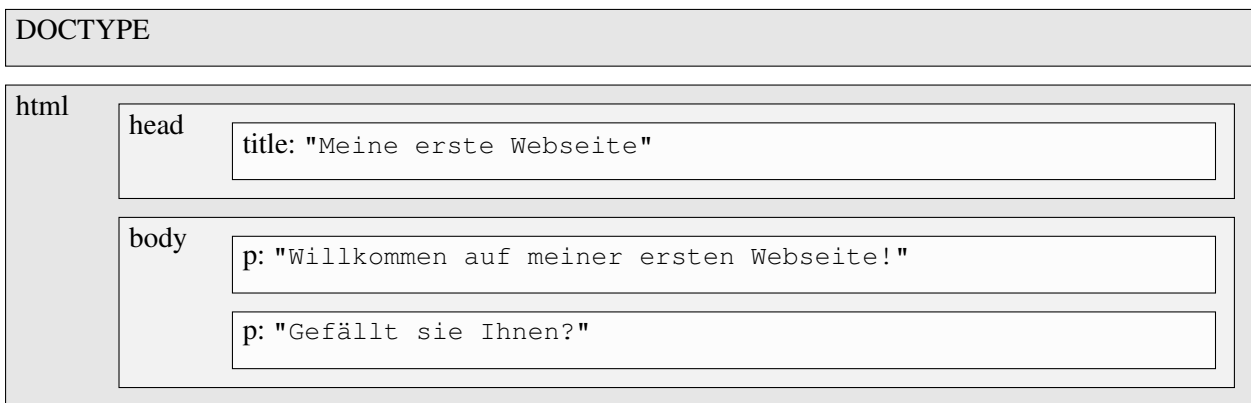 DOCTYPE
html
head
title: "Meine erste Webseite"
body
p: "Willkommen auf meiner ersten Webseite!"
p: "Gefällt sie Ihnen?"